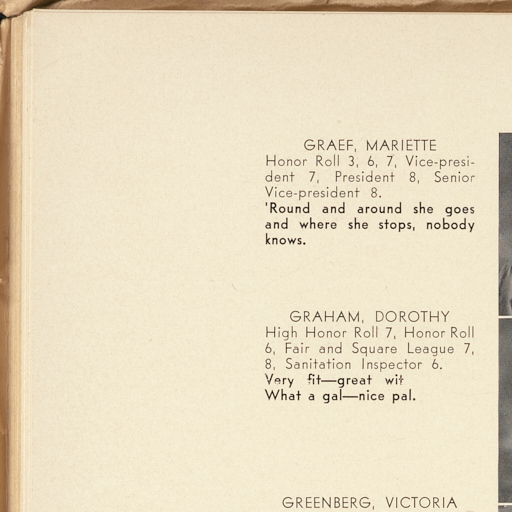 GRAEF, MARIETTE
Honor Roll 3, 6, 7, Vice-presi-
dent 7, President 8, Senior
Vice-president 8.
'Round and around she goes
and where she stops, nobody
knows.
GRAHAM, DOROTHY
High Honor Roll 7, Honor Roll
6, Fair and Square League 7,
8, Sanitation Inspector 6.
Very fit—great wit
What a gal—nice pal.
GREENBERG, VICTORIA